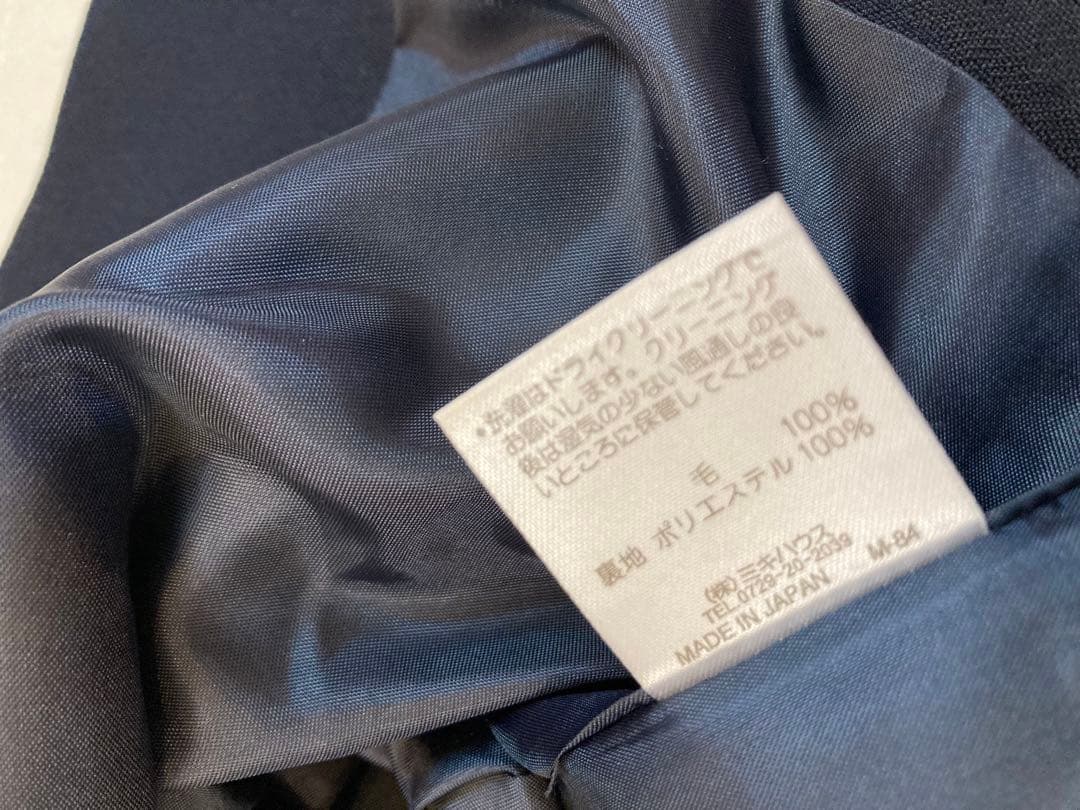 •洗濯はドライクリーニングで
お願いします。クリーニング
後は湿気の少ない風通しの良
いところに保管してください。
毛 100%
裏地 ポリエステル 100%
(株)ミキハウス
TEL.0729-20-2039
MADE IN JAPAN M-84